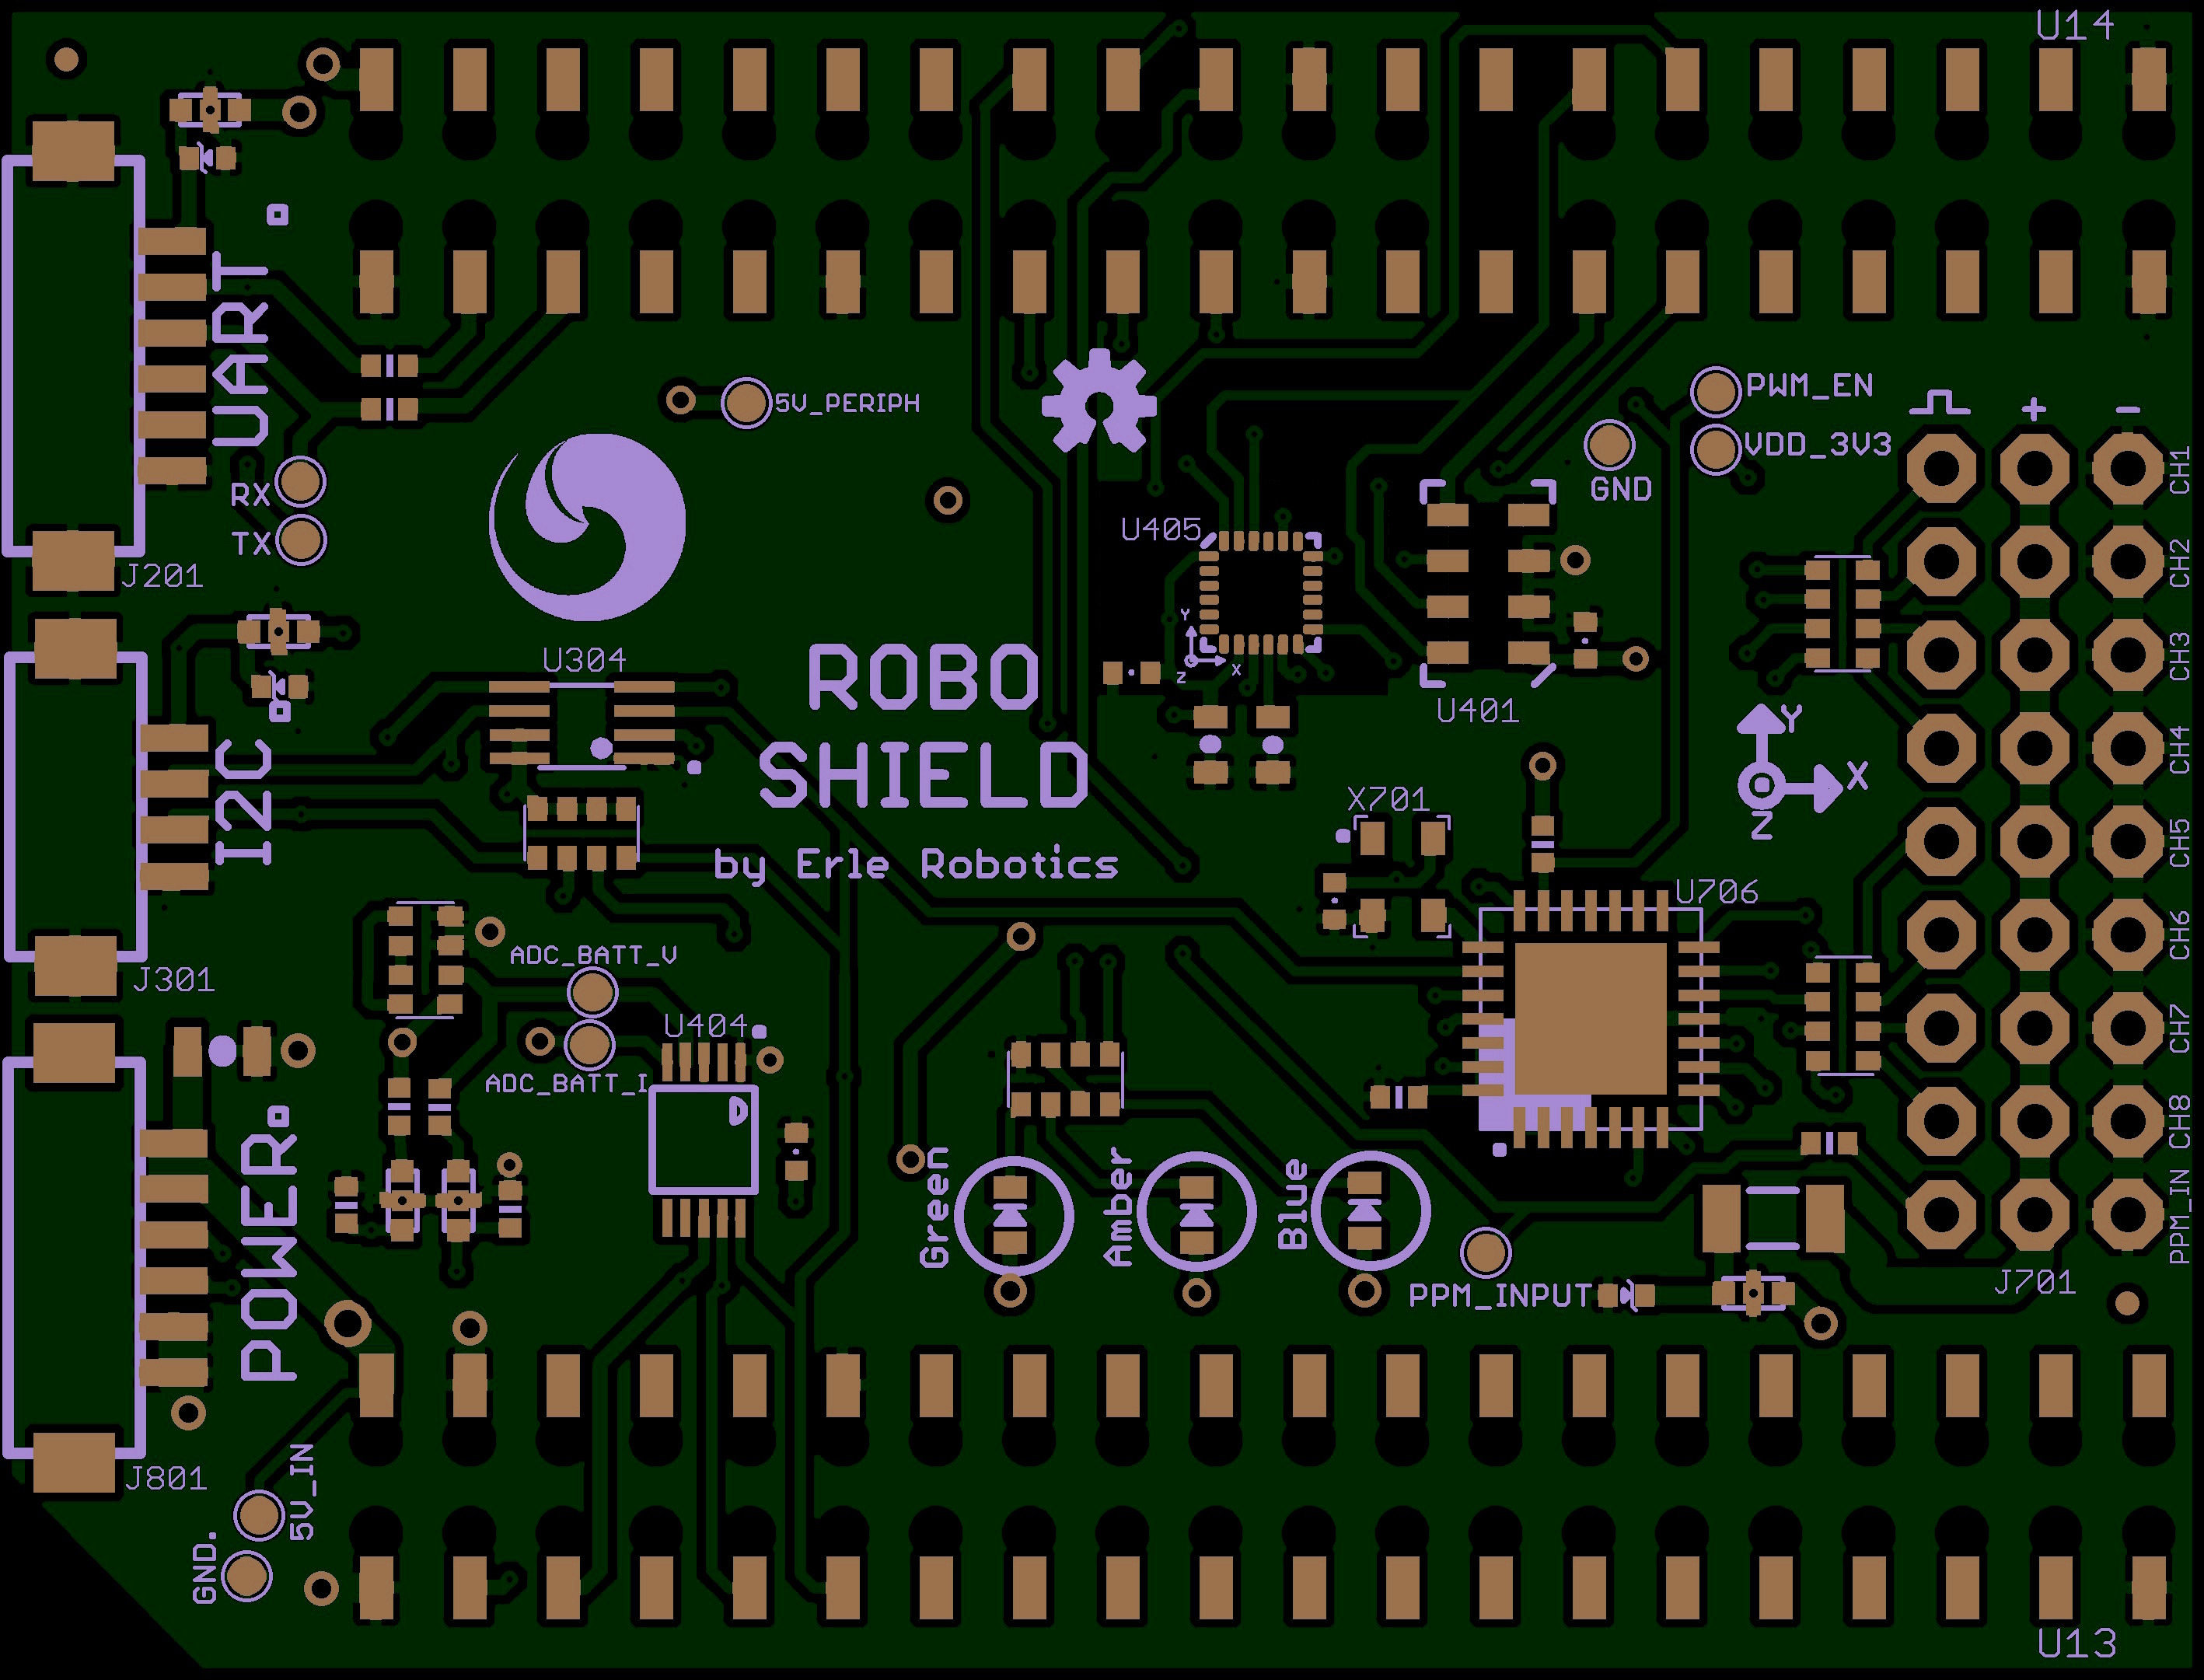 U14
UART
5V_PERIPH
PWM_EN
VDD_3V3
GND
+
-
CH1
RX
TX
J201
U405
Y
X
Z
CH2
CH3
U304
ROBO
SHIELD
by Erle Robotics
U401
Y
X
Z
CH4
I2C
X701
CH5
U706
CH6
J301
ADC_BATT_V
U404
ADC_BATT_I
CH7
CH8
POWER
Green
Amber
Blue
PPM_INPUT
PPM_IN
J701
J801
5V_IN
GND.
U13